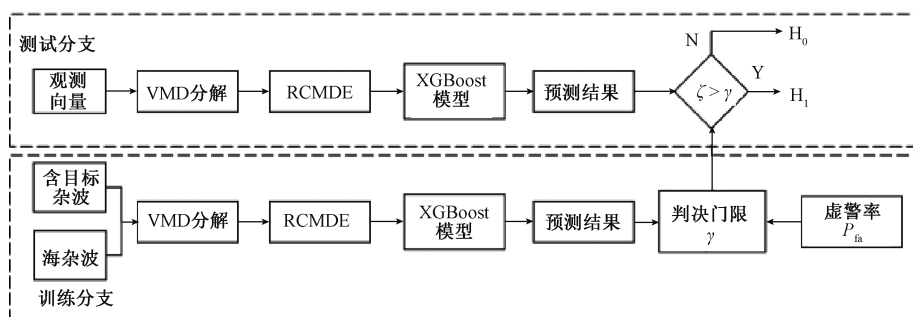 测试分支
观测
向量
VMD分解
RCMDE
XGBoost
模型
预测结果
ζ > γ
N
H0
Y
H1
含目标
杂波
海杂波
VMD分解
RCMDE
XGBoost
模型
预测结果
判决门限
γ
虚警率
Pfa
训练分支